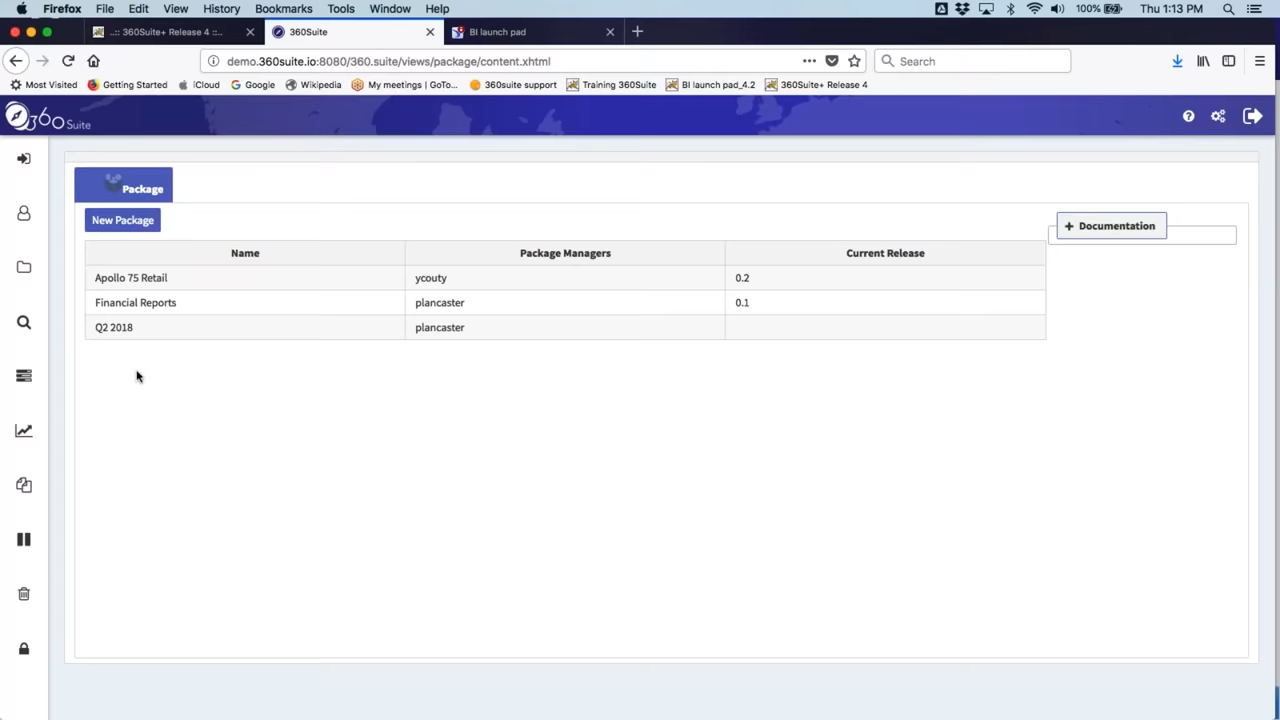 Firefox File Edit View History Bookmarks Tools Window Help 100% Thu 1:13 PM
..:: 360Suite+ Release 4 ::.. 360Suite BI launch pad
demo.360suite.io:8080/360.suite/views/package/content.xhtml Search
Most Visited Getting Started iCloud Google Wikipedia My meetings | GoTo... 360suite support Training 360Suite BI launch pad_4.2 360Suite+ Release 4
360 Suite
Package
New Package
+ Documentation
Name Package Managers Current Release
Apollo 75 Retail ycouty 0.2
Financial Reports plancaster 0.1
Q2 2018 plancaster